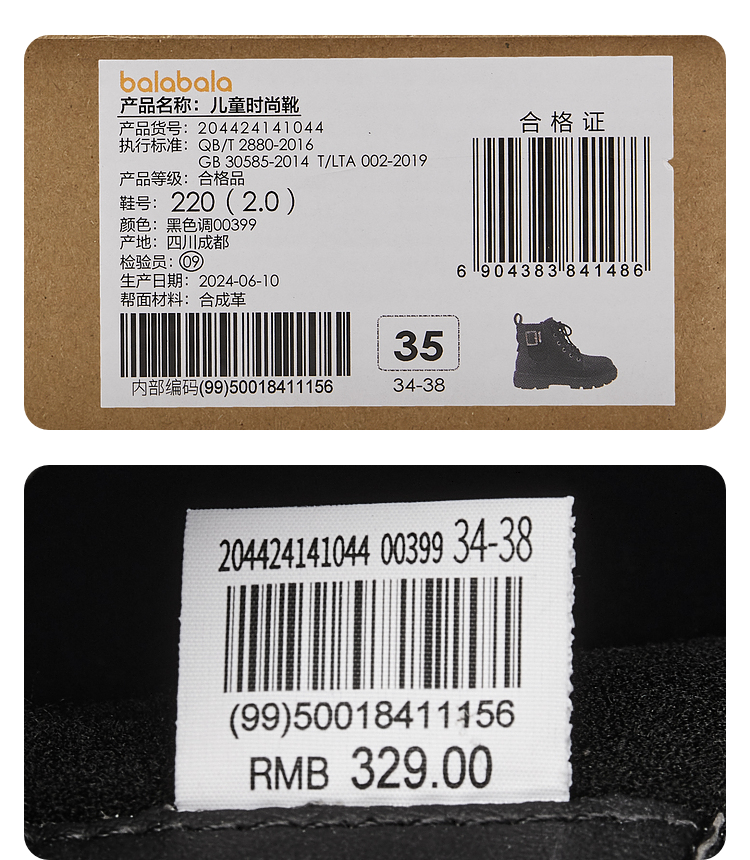 balabala
产品名称：儿童时尚靴
产品货号：204424141044
执行标准：QB/T 2880-2016
GB 30585-2014 T/LTA 002-2019
产品等级：合格品
鞋号：220（2.0）
颜色：黑色调00399
产地：四川成都
检验员：09
生产日期：2024-06-10
帮面材料：合成革
内部编码(99)50018411156
35
34-38
合格证
6 904383 841486
204424141044 00399 34-38
(99)50018411156
RMB 329.00